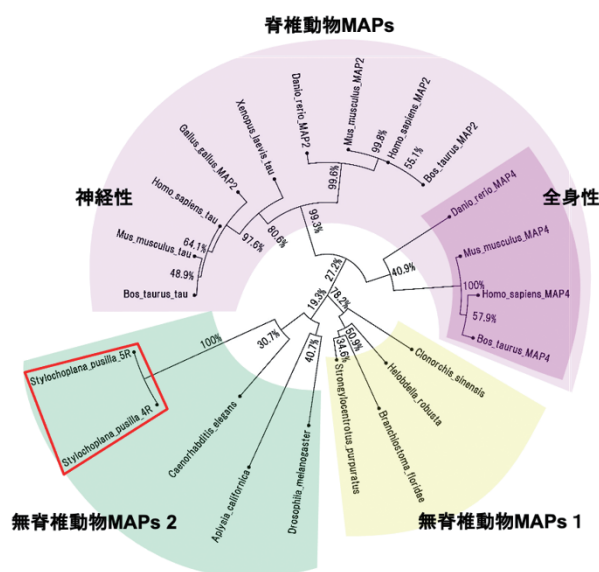 脊椎動物MAPs
神経性
全身性
Bos_taurus_tau
Mus_musculus_tau
Homo_sapiens_tau
Gallus_gallus_MAP2
Xenopus_laevis_tau
Danio_rerio_MAP2
Mus_musculus_MAP2
Homo_sapiens_MAP2
Bos_taurus_MAP2
Danio_rerio_MAP4
Mus_musculus_MAP4
Homo_sapiens_MAP4
Bos_taurus_MAP4
48.9%
64.1%
97.6%
80.6%
99.3%
99.6%
99.8%
55.1%
40.9%
100%
57.9%
27.2%
19.3%
78.2%
50.9%
34.6%
40.7%
30.7%
100%
Clonorchis_sinensis
Helobdella_robusta
Branchiostoma_floridae
Strongylocentrotus_purpuratus
Drosophila_melanogaster
Aplysia_californica
Caenorhabditis_elegans
Stylochoplana_pusilla_5R
Stylochoplana_pusilla_4R
無脊椎動物MAPs 2
無脊椎動物MAPs 1